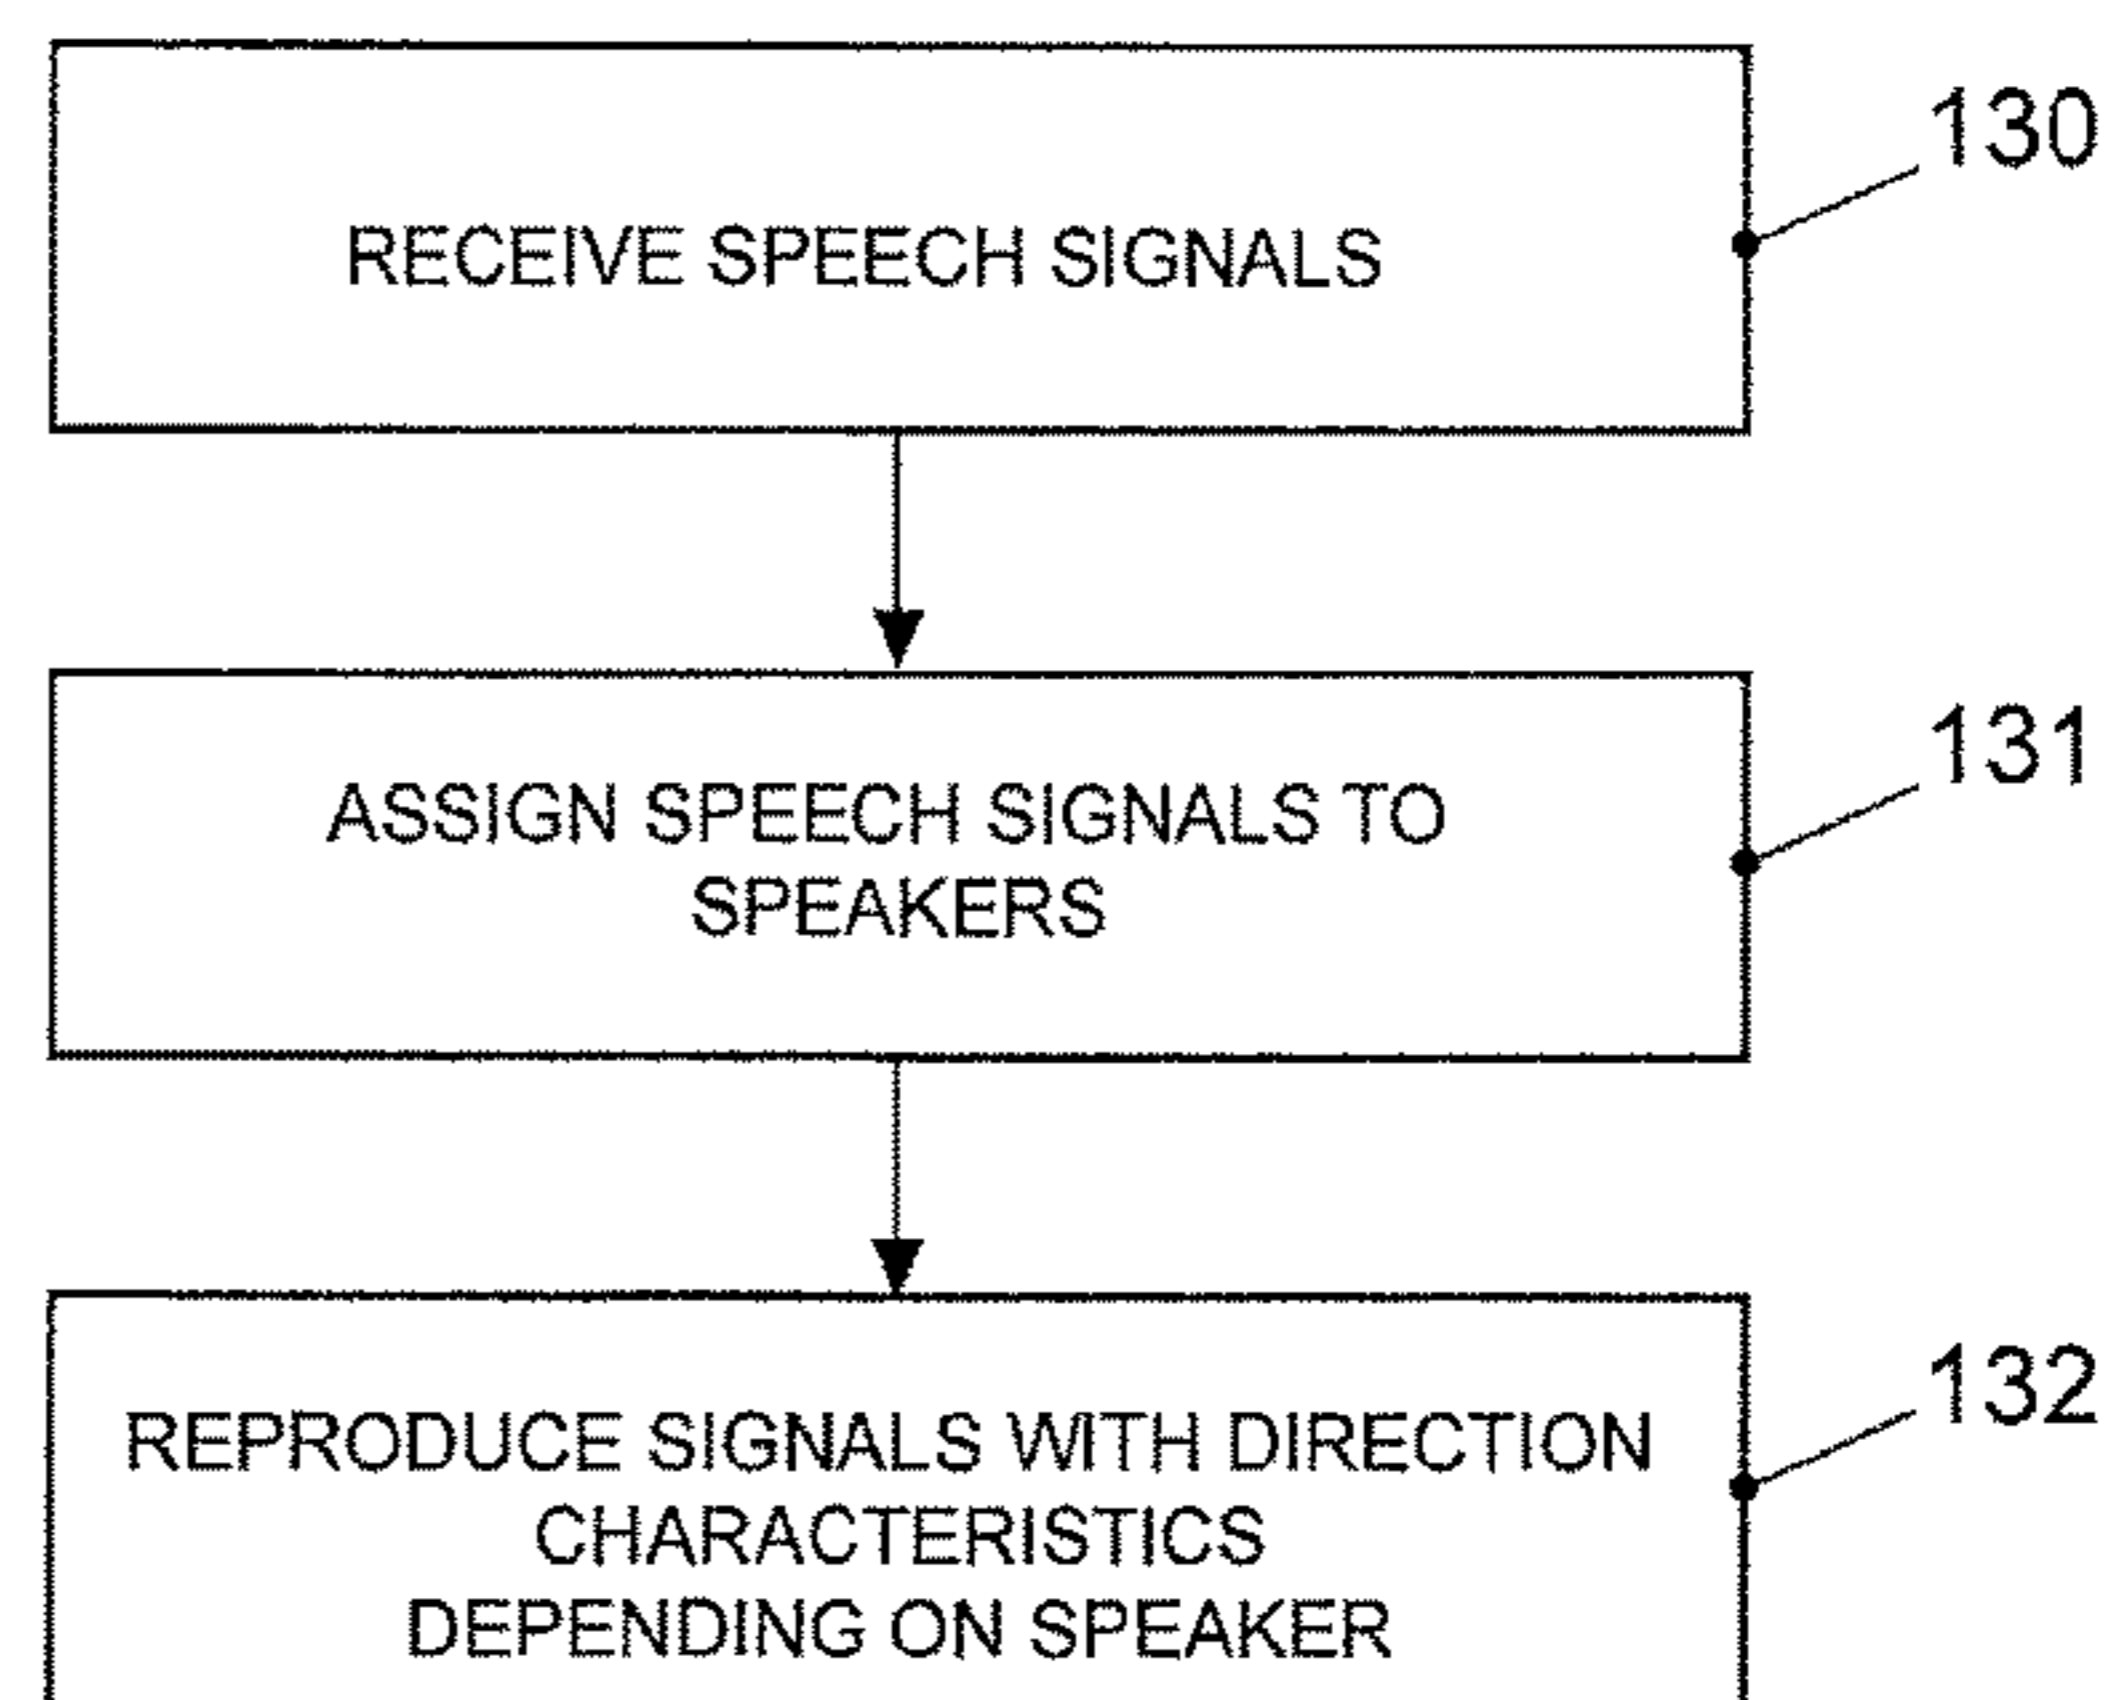 130
RECEIVE SPEECH SIGNALS
131
ASSIGN SPEECH SIGNALS TO
SPEAKERS
132
REPRODUCE SIGNALS WITH DIRECTION
CHARACTERISTICS
DEPENDING ON SPEAKER